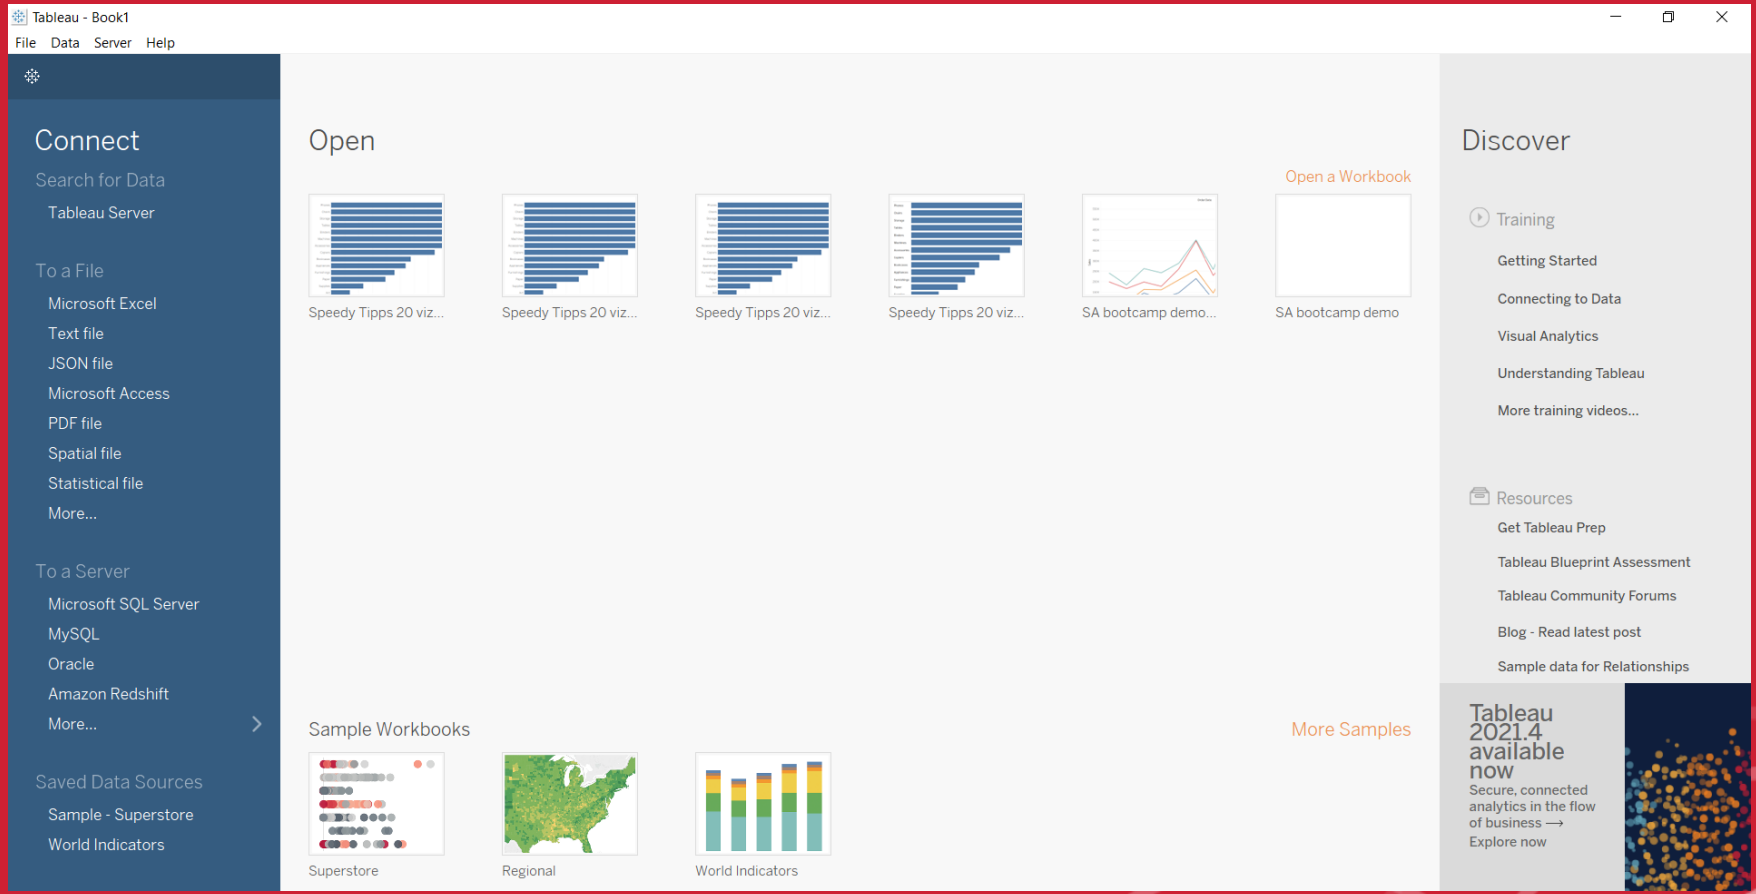 Tableau - Book1
File Data Server Help
Connect
Search for Data
Tableau Server
To a File
Microsoft Excel
Text file
JSON file
Microsoft Access
PDF file
Spatial file
Statistical file
More...
To a Server
Microsoft SQL Server
MySQL
Oracle
Amazon Redshift
More...
Saved Data Sources
Sample - Superstore
World Indicators
Open
Open a Workbook
Speedy Tipps 20 viz...
Speedy Tipps 20 viz...
Speedy Tipps 20 viz...
Speedy Tipps 20 viz...
SA bootcamp demo...
SA bootcamp demo
Sample Workbooks
More Samples
Superstore
Regional
World Indicators
Discover
Training
Getting Started
Connecting to Data
Visual Analytics
Understanding Tableau
More training videos...
Resources
Get Tableau Prep
Tableau Blueprint Assessment
Tableau Community Forums
Blog - Read latest post
Sample data for Relationships
Tableau
2021.4
available
now
Secure, connected
analytics in the flow
of business →
Explore now